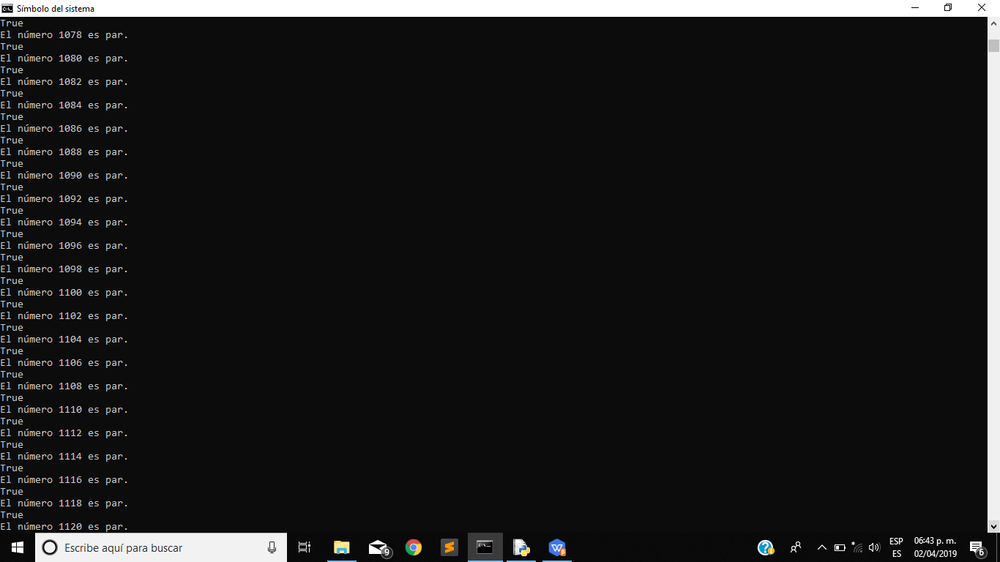 Símbolo del sistema
True
El número 1078 es par.
True
El número 1080 es par.
True
El número 1082 es par.
True
El número 1084 es par.
True
El número 1086 es par.
True
El número 1088 es par.
True
El número 1090 es par.
True
El número 1092 es par.
True
El número 1094 es par.
True
El número 1096 es par.
True
El número 1098 es par.
True
El número 1100 es par.
True
El número 1102 es par.
True
El número 1104 es par.
True
El número 1106 es par.
True
El número 1108 es par.
True
El número 1110 es par.
True
El número 1112 es par.
True
El número 1114 es par.
True
El número 1116 es par.
True
El número 1118 es par.
True
El número 1120 es par.
Escribe aquí para buscar
9
ESP
ES
06:43 p. m.
02/04/2019
6